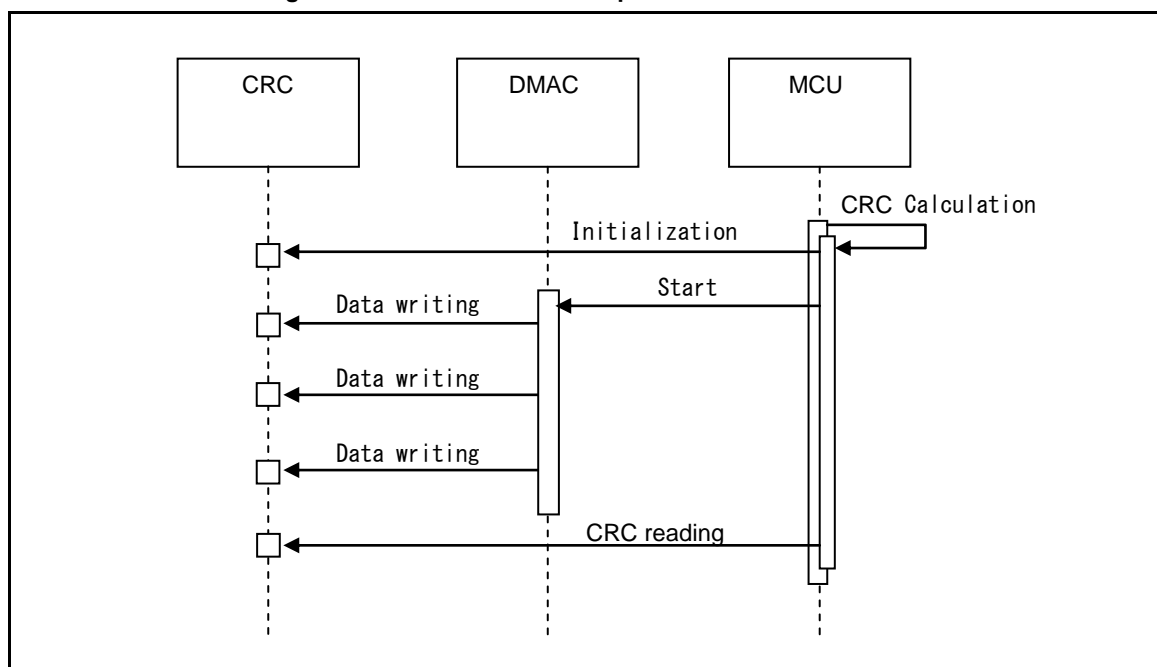 CRC
DMAC
MCU
CRC Calculation
Initialization
Start
Data writing
Data writing
Data writing
CRC reading